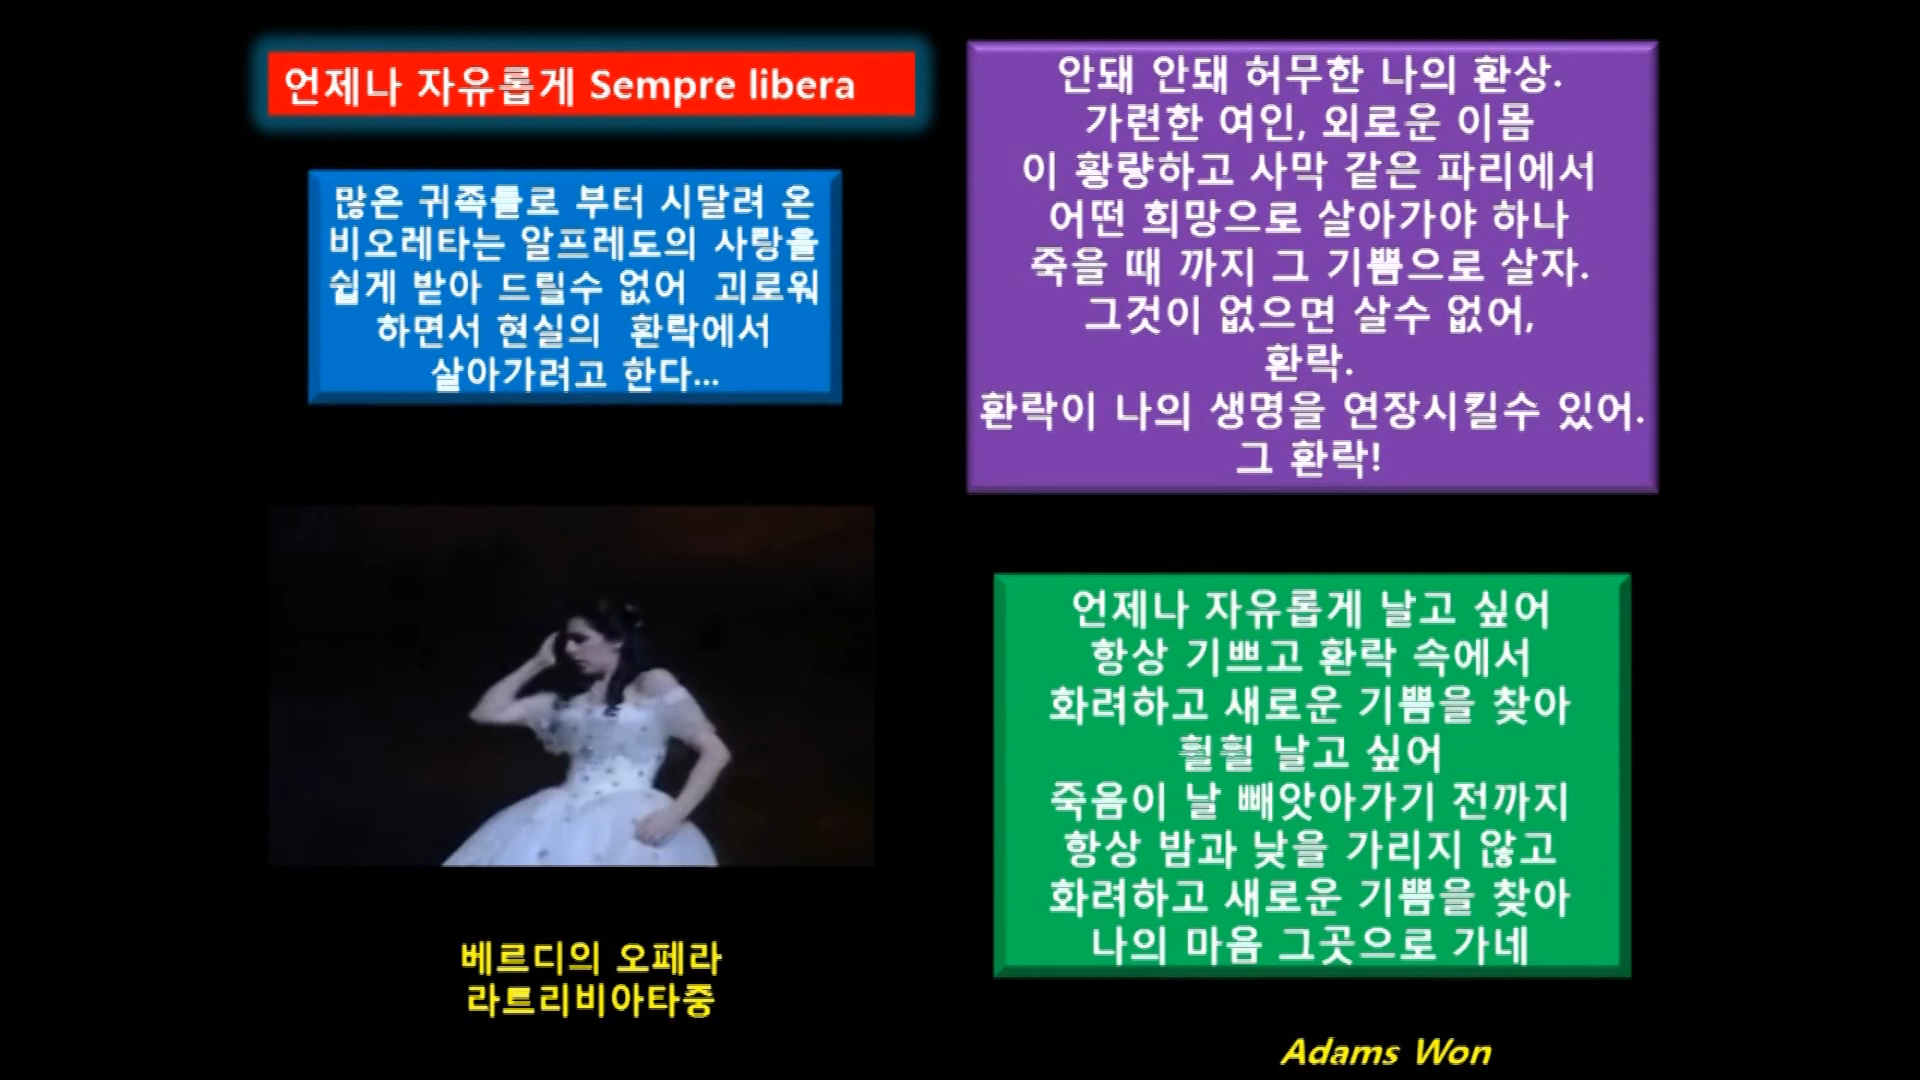 언제나 자유롭게 Sempre libera
많은 귀족들로 부터 시달려 온
비오레타는 알프레도의 사랑을
쉽게 받아 드릴수 없어 괴로워
하면서 현실의 환락에서
살아가려고 한다...
베르디의 오페라
라트리비아타중
안돼 안돼 허무한 나의 환상.
가련한 여인, 외로운 이몸
이 황량하고 사막 같은 파리에서
어떤 희망으로 살아가야 하나
죽을 때 까지 그 기쁨으로 살자.
그것이 없으면 살수 없어,
환락.
환락이 나의 생명을 연장시킬수 있어.
그 환락!
언제나 자유롭게 날고 싶어
항상 기쁘고 환락 속에서
화려하고 새로운 기쁨을 찾아
훨훨 날고 싶어
죽음이 날 빼앗아가기 전까지
항상 밤과 낮을 가리지 않고
화려하고 새로운 기쁨을 찾아
나의 마음 그곳으로 가네
Adams Won